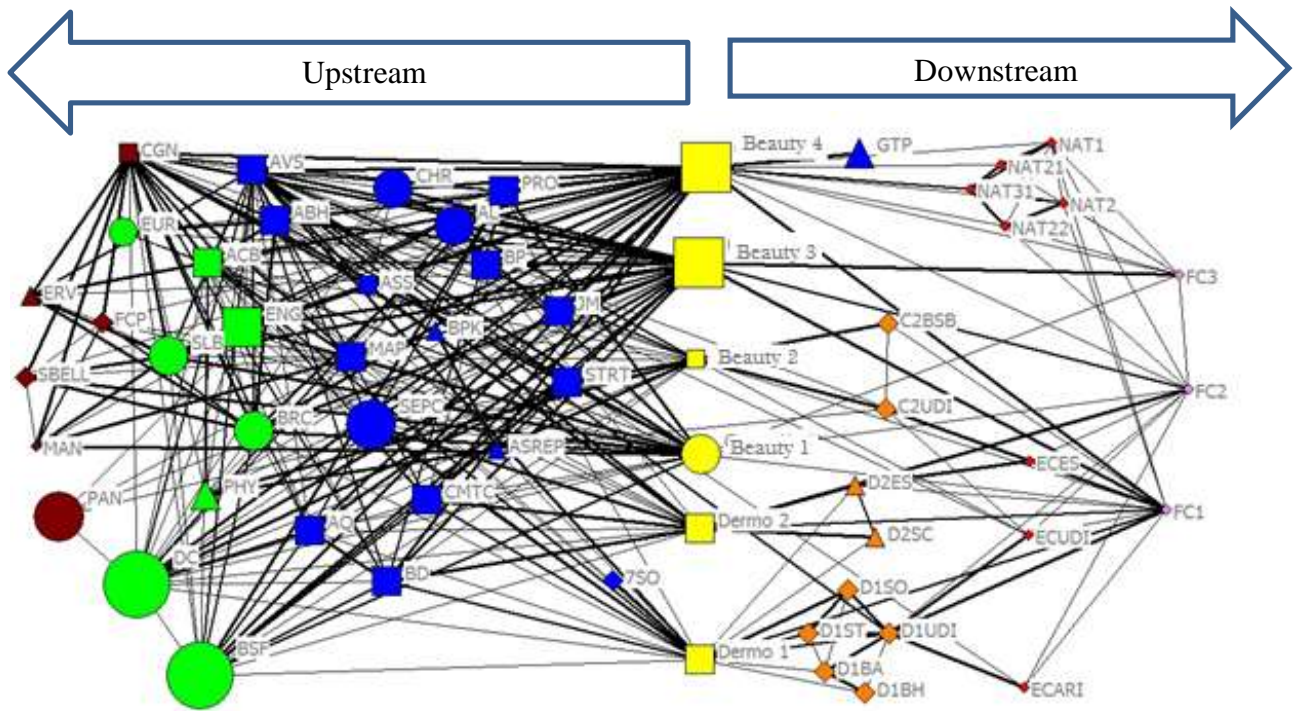 Upstream
Downstream
CGN
AVS
CHR
PRO
Beauty 4
GTP
NAT1
NAT21
NAT31
NAT2
NAT22
EUR
ABH
AL
ACB
BP
Beauty 3
FC3
ERV
ASS
FCP
ENG
JM
BPK
C2BSB
SLB
MAP
Beauty 2
SBELL
STRT
FC2
C2UDI
BRC
SEPC
MAN
ASREP
Beauty 1
ECES
PAN
PHY
CMTC
D2ES
FC1
AQ
Dermo 2
D2SC
ECUDI
DC
BD
7SO
D1SO
D1ST
D1UDI
BSF
Dermo 1
D1BA
D1BH
ECARI